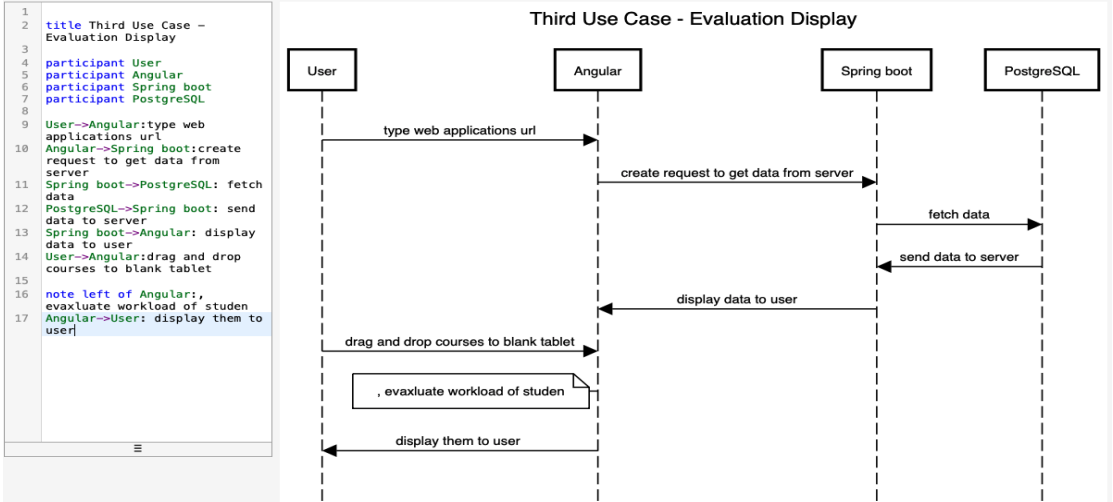 1
2 title Third Use Case –
Evaluation Display
3
4 participant User
5 participant Angular
6 participant Spring boot
7 participant PostgreSQL
8
9 User->Angular:type web
applications url
10 Angular->Spring boot:create
request to get data from
server
11 Spring boot->PostgreSQL: fetch
data
12 PostgreSQL->Spring boot: send
data to server
13 Spring boot->Angular: display
data to user
14 User->Angular:drag and drop
courses to blank tablet
15
16 note left of Angular:,
evaxluate workload of studen
17 Angular->User: display them to
user
Third Use Case - Evaluation Display
User
Angular
Spring boot
PostgreSQL
type web applications url
create request to get data from server
fetch data
send data to server
display data to user
drag and drop courses to blank tablet
, evaxluate workload of studen
display them to user